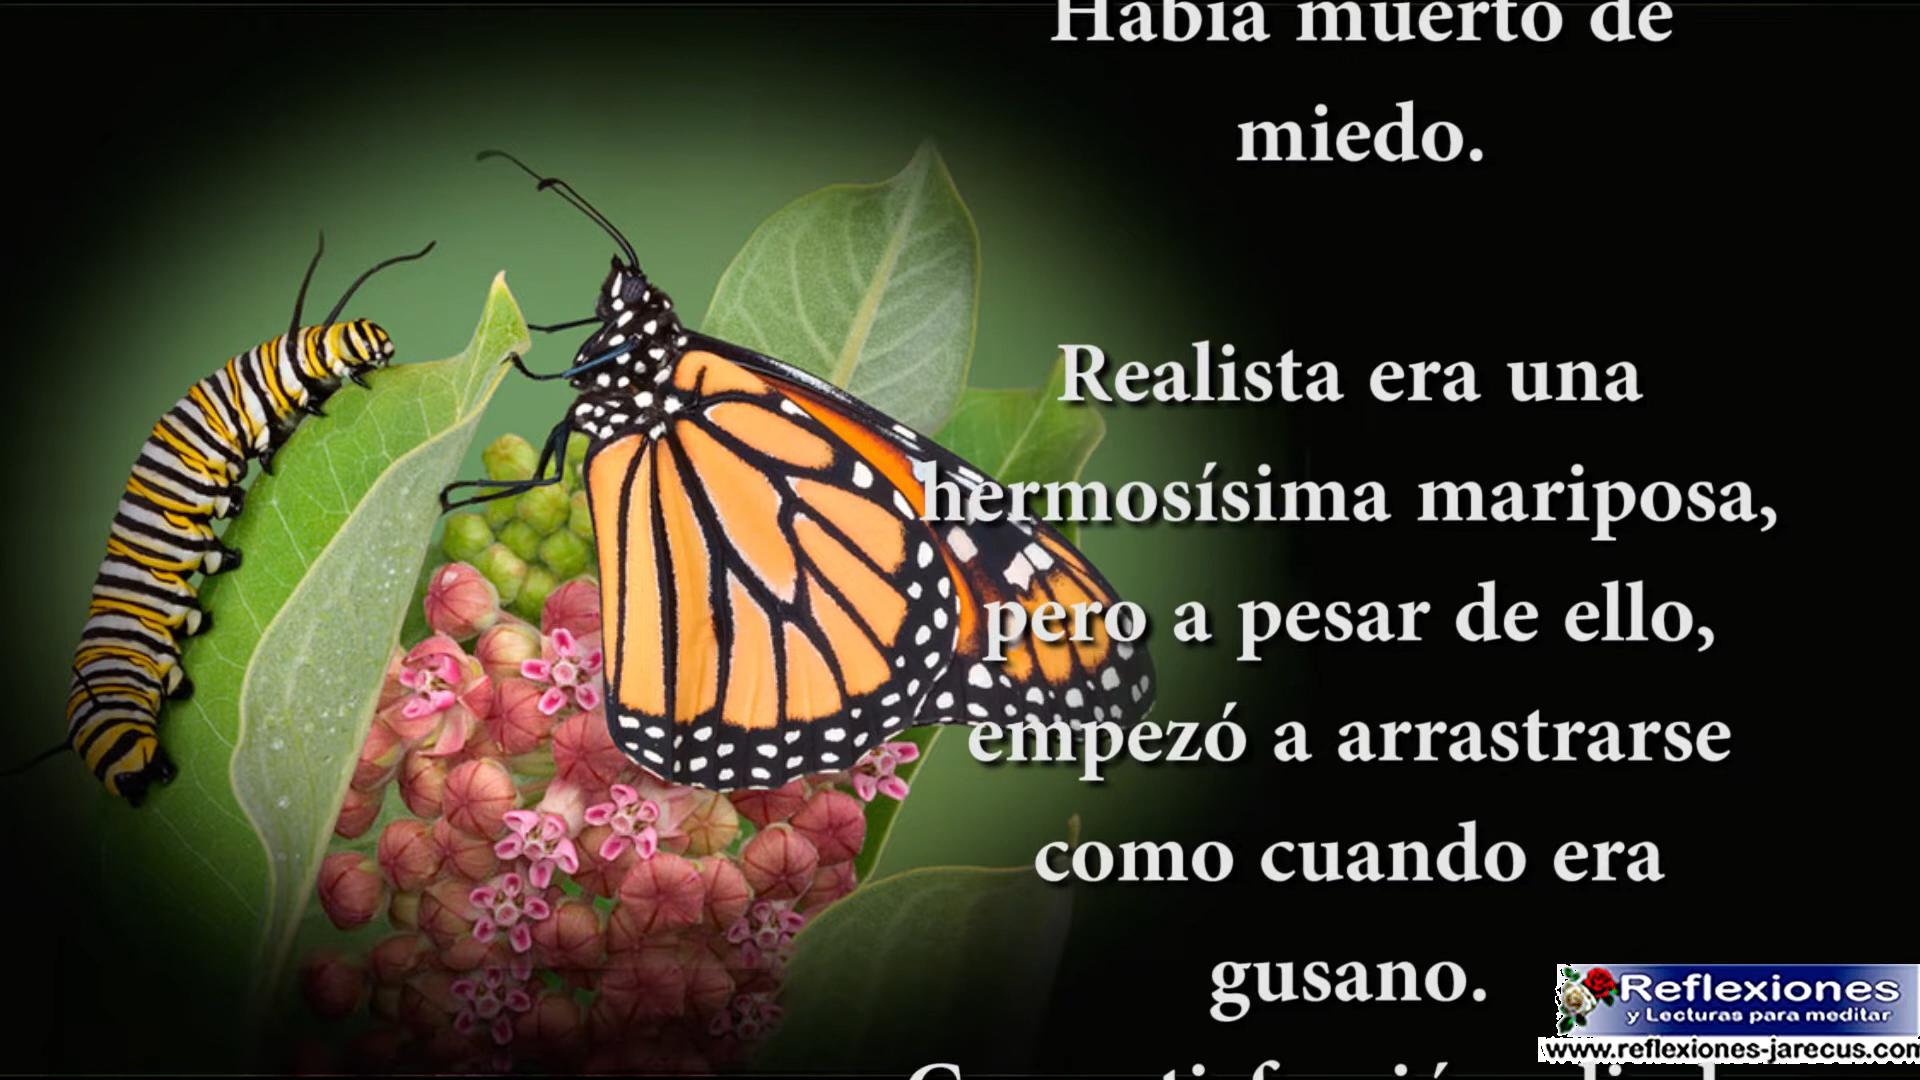 Había muerto de
miedo.
Realista era una
hermosísima mariposa,
pero a pesar de ello,
empezó a arrastrarse
como cuando era
gusano.
Reflexiones
y Lecturas para meditar
www.reflexiones-jarecus.com